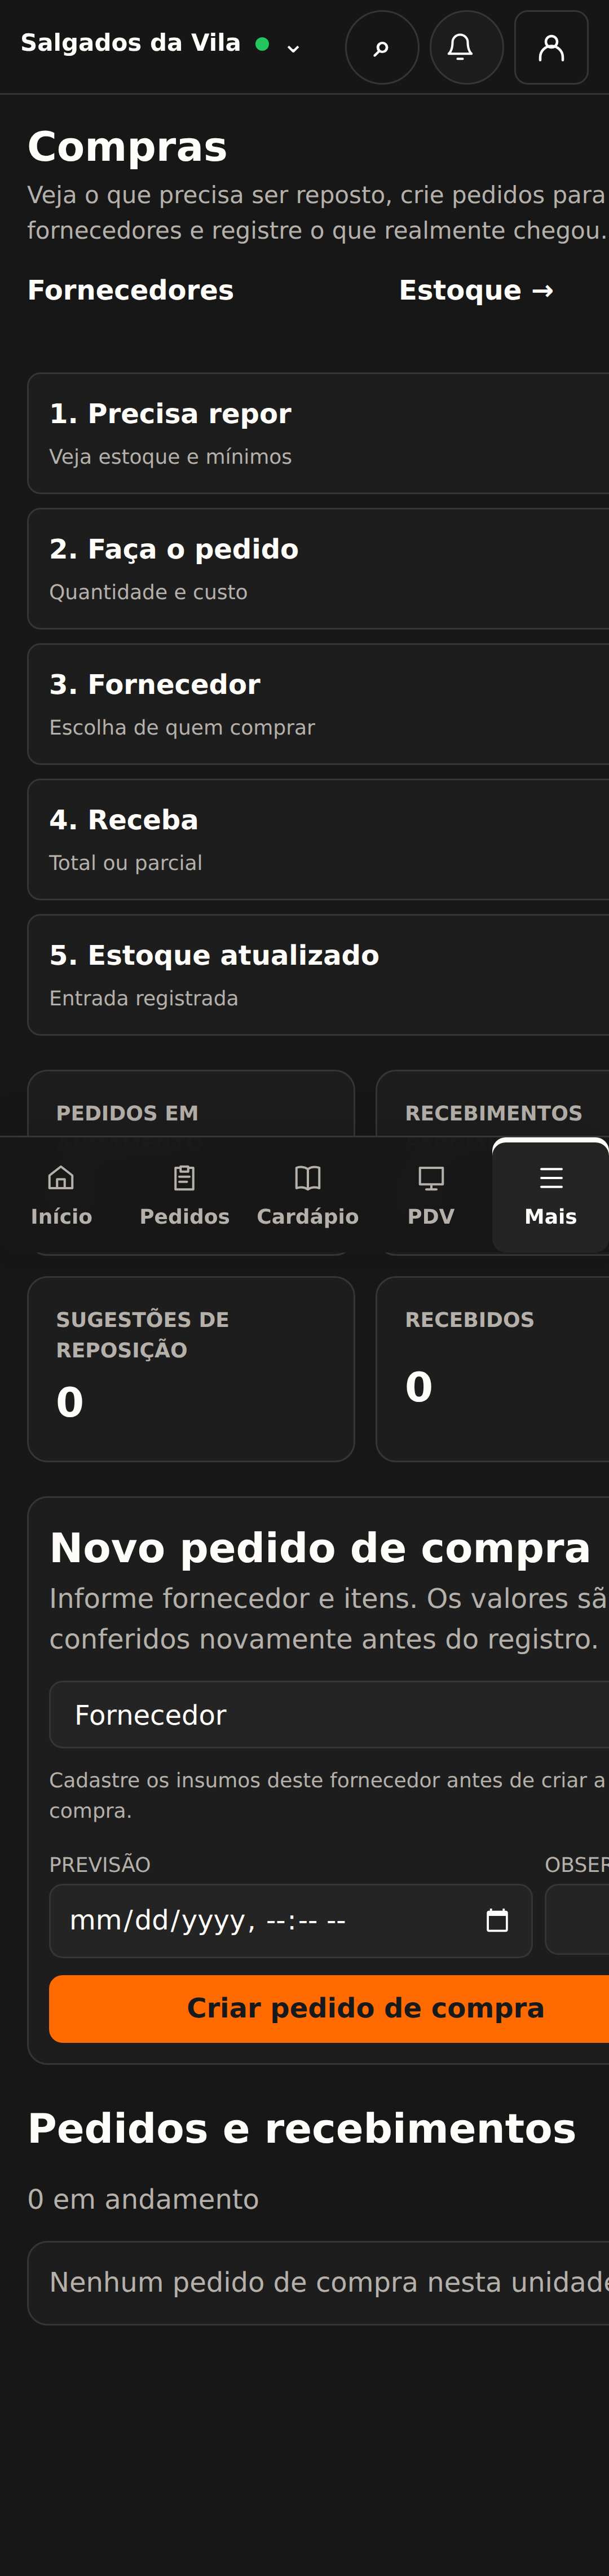 Salgados da Vila
Compras
Veja o que precisa ser reposto, crie pedidos para
fornecedores e registre o que realmente chegou.
Fornecedores
Estoque →
1. Precisa repor
Veja estoque e mínimos
2. Faça o pedido
Quantidade e custo
3. Fornecedor
Escolha de quem comprar
4. Receba
Total ou parcial
5. Estoque atualizado
Entrada registrada
PEDIDOS EM
RECEBIMENTOS
Início
Pedidos
Cardápio
PDV
Mais
SUGESTÕES DE
REPOSIÇÃO
0
RECEBIDOS
0
Novo pedido de compra
Informe fornecedor e itens. Os valores sã
conferidos novamente antes do registro.
Fornecedor
Cadastre os insumos deste fornecedor antes de criar a
compra.
PREVISÃO
OBSER
mm/dd/yyyy, --:-- --
Criar pedido de compra
Pedidos e recebimentos
0 em andamento
Nenhum pedido de compra nesta unidade